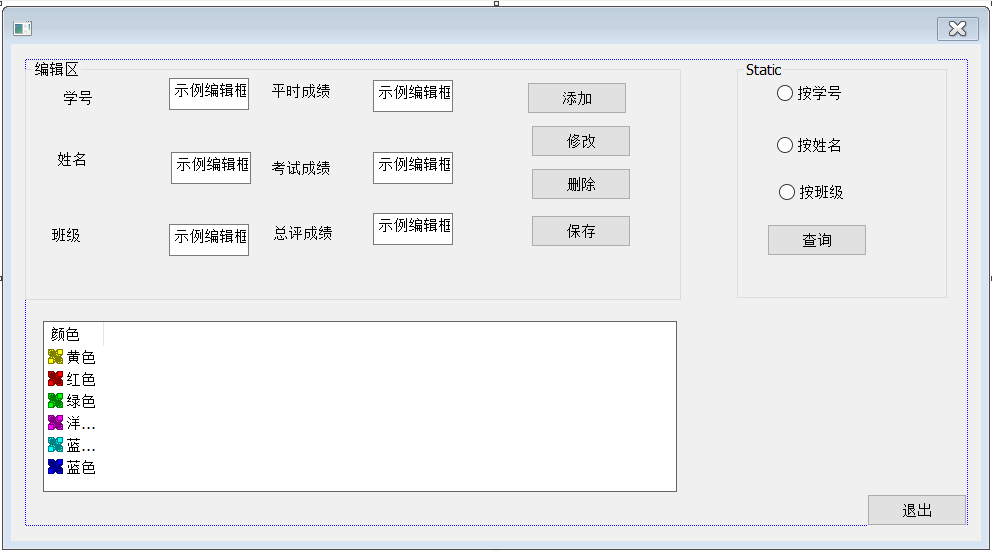 编辑区
学号 示例编辑框 平时成绩 示例编辑框 添加
修改
姓名 示例编辑框 考试成绩 示例编辑框
删除
班级 示例编辑框 总评成绩 示例编辑框 保存
Static
按学号
按姓名
按班级
查询
颜色
黄色
红色
绿色
洋...
蓝...
蓝色
退出